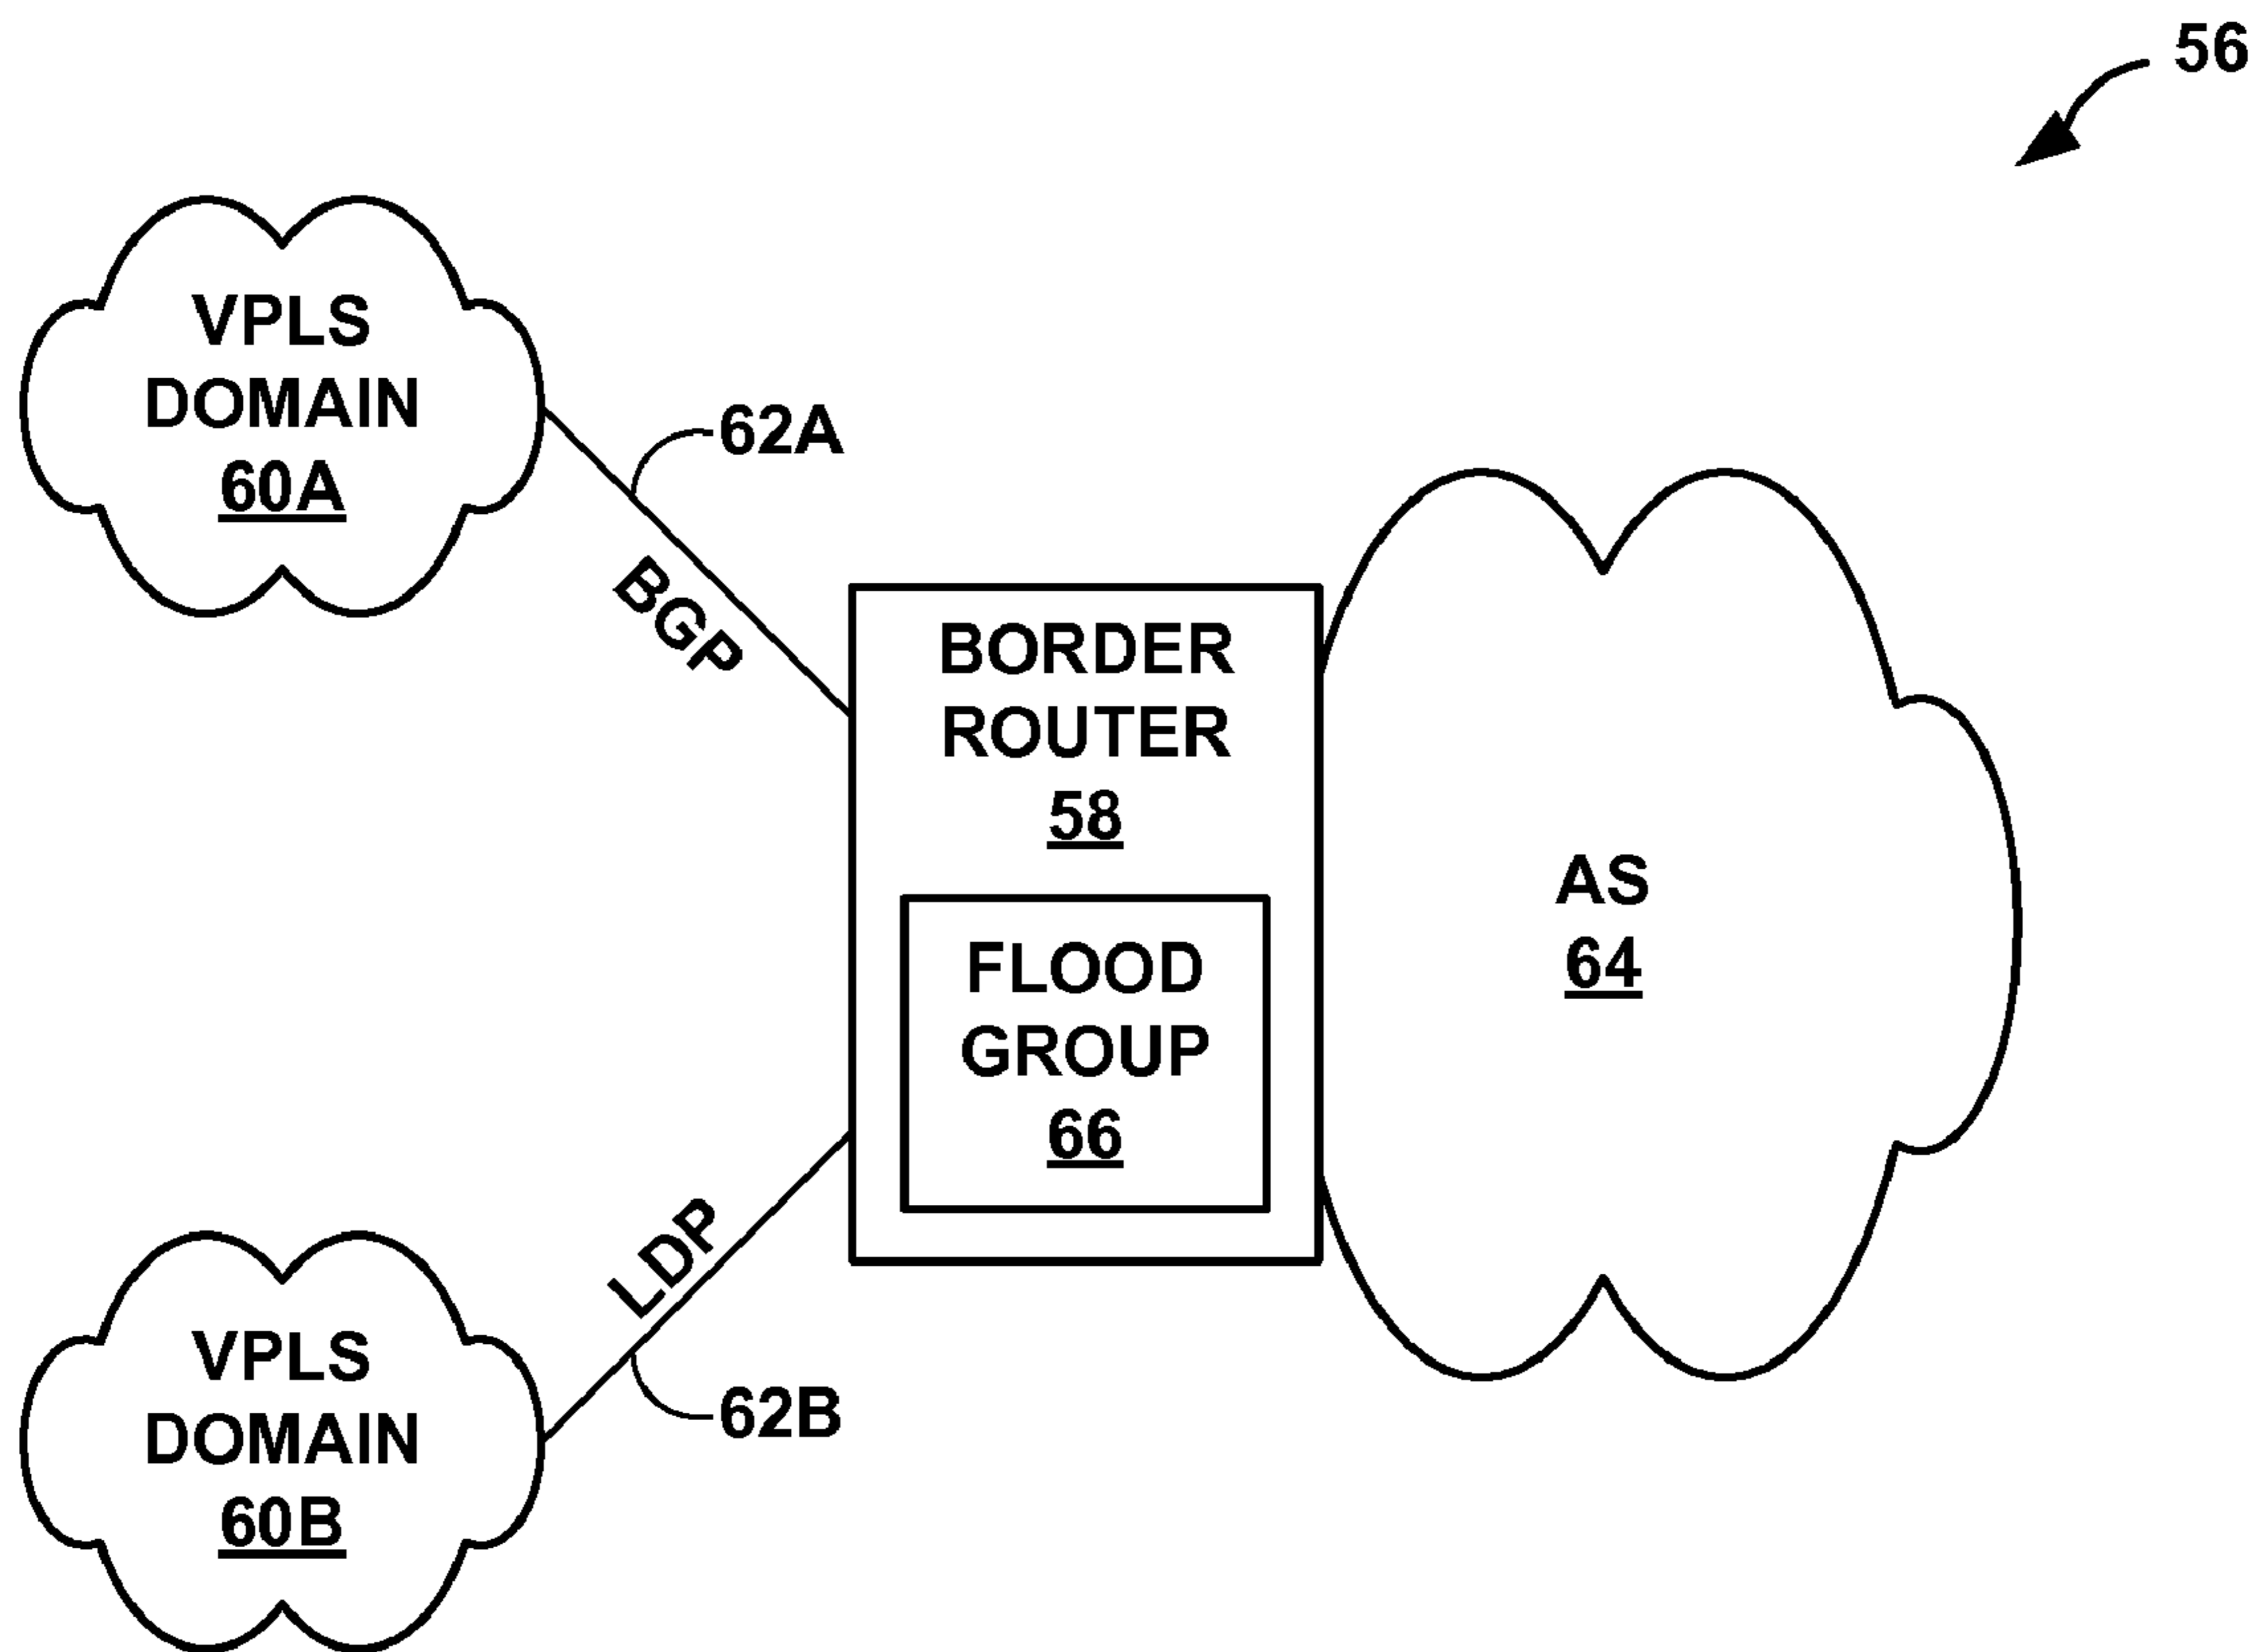 56
VPLS
DOMAIN
60A
62A
BGP
BORDER
ROUTER
58
FLOOD
GROUP
66
AS
64
LDP
62B
VPLS
DOMAIN
60B